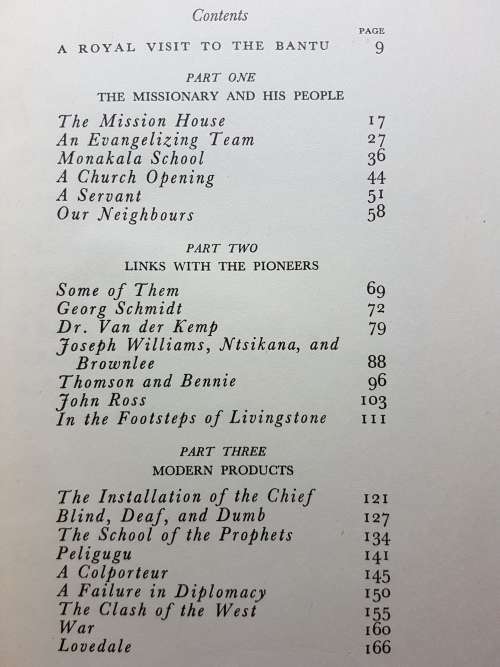 Contents
PAGE
A ROYAL VISIT TO THE BANTU 9
PART ONE
THE MISSIONARY AND HIS PEOPLE
The Mission House 17
An Evangelizing Team 27
Monakala School 36
A Church Opening 44
A Servant 51
Our Neighbours 58
PART TWO
LINKS WITH THE PIONEERS
Some of Them 69
Georg Schmidt 72
Dr. Van der Kemp 79
Joseph Williams, Ntsikana, and
Brownlee 88
Thomson and Bennie 96
John Ross 103
In the Footsteps of Livingstone 111
PART THREE
MODERN PRODUCTS
The Installation of the Chief 121
Blind, Deaf, and Dumb 127
The School of the Prophets 134
Peligugu 141
A Colporteur 145
A Failure in Diplomacy 150
The Clash of the West 155
War 160
Lovedale 166